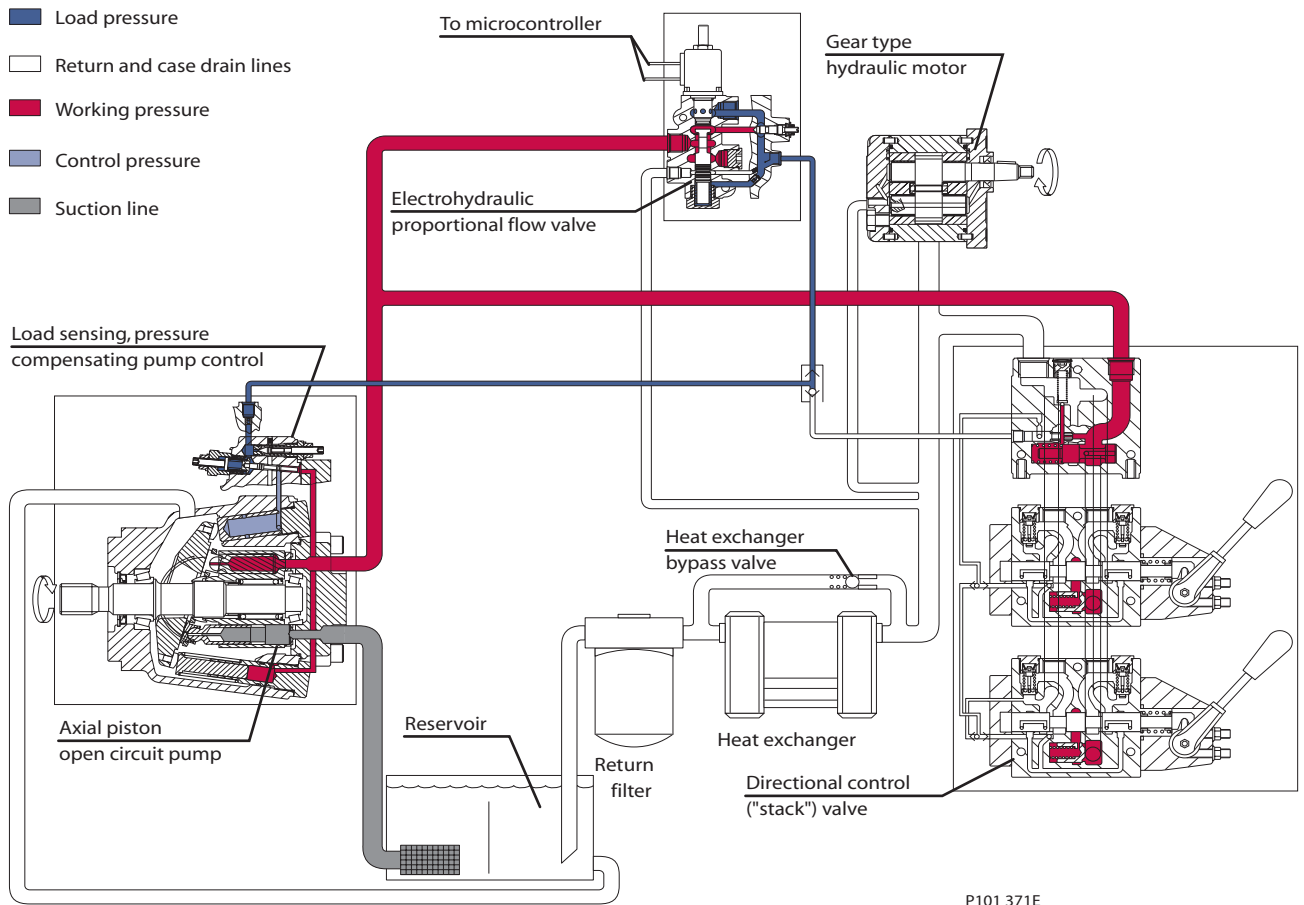 Load pressure
Return and case drain lines
Working pressure
Control pressure
Suction line
To microcontroller
Gear type
hydraulic motor
Electrohydraulic
proportional flow valve
Load sensing, pressure
compensating pump control
Heat exchanger
bypass valve
Axial piston
open circuit pump
Reservoir
Return
filter
Heat exchanger
Directional control
("stack") valve
P101 371E